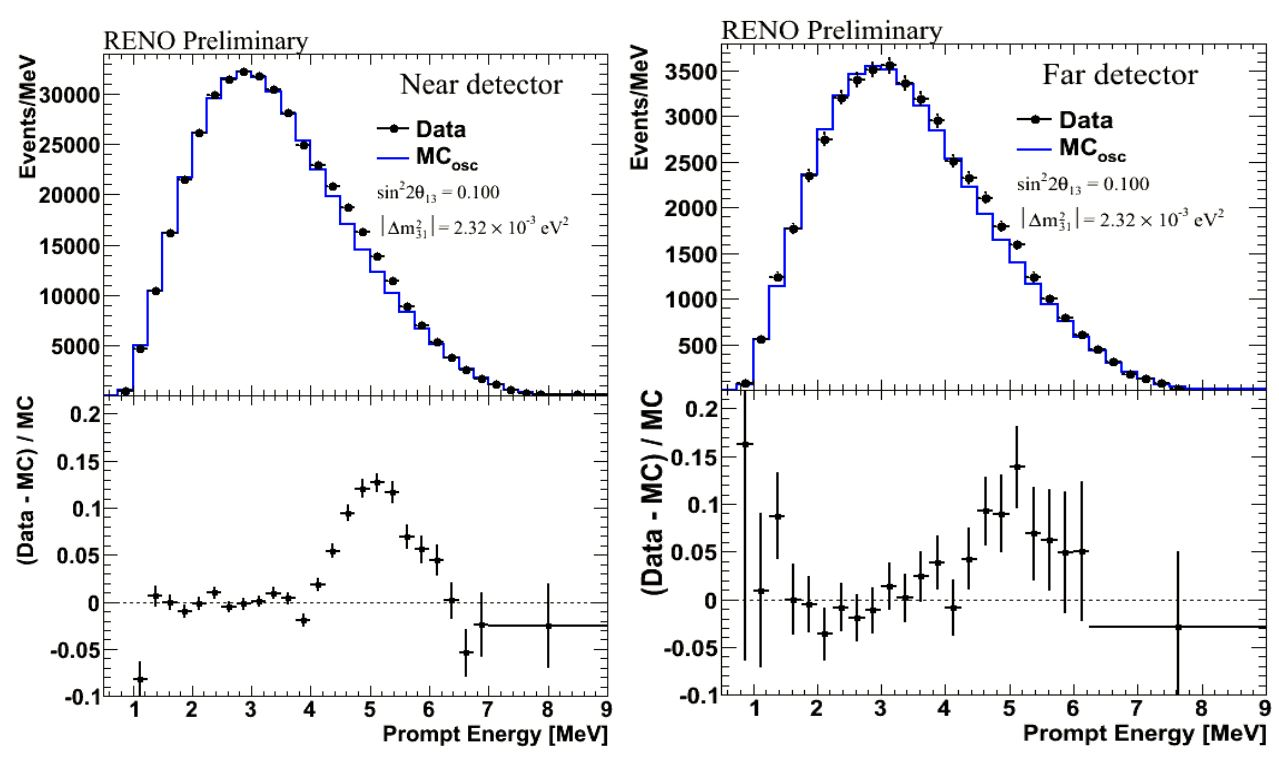 RENO Preliminary
Near detector
Data
MCosc
sin²2θ₁₃ = 0.100
|Δm²₃₁| = 2.32 × 10⁻³ eV²
Events/MeV
30000
25000
20000
15000
10000
5000
(Data - MC) / MC
0.2
0.15
0.1
0.05
0
-0.05
-0.1
1 2 3 4 5 6 7 8 9
Prompt Energy [MeV]
RENO Preliminary
Far detector
Data
MCosc
sin²2θ₁₃ = 0.100
|Δm²₃₁| = 2.32 × 10⁻³ eV²
Events/MeV
3500
3000
2500
2000
1500
1000
500
(Data - MC) / MC
0.2
0.15
0.1
0.05
0
-0.05
-0.1
1 2 3 4 5 6 7 8 9
Prompt Energy [MeV]